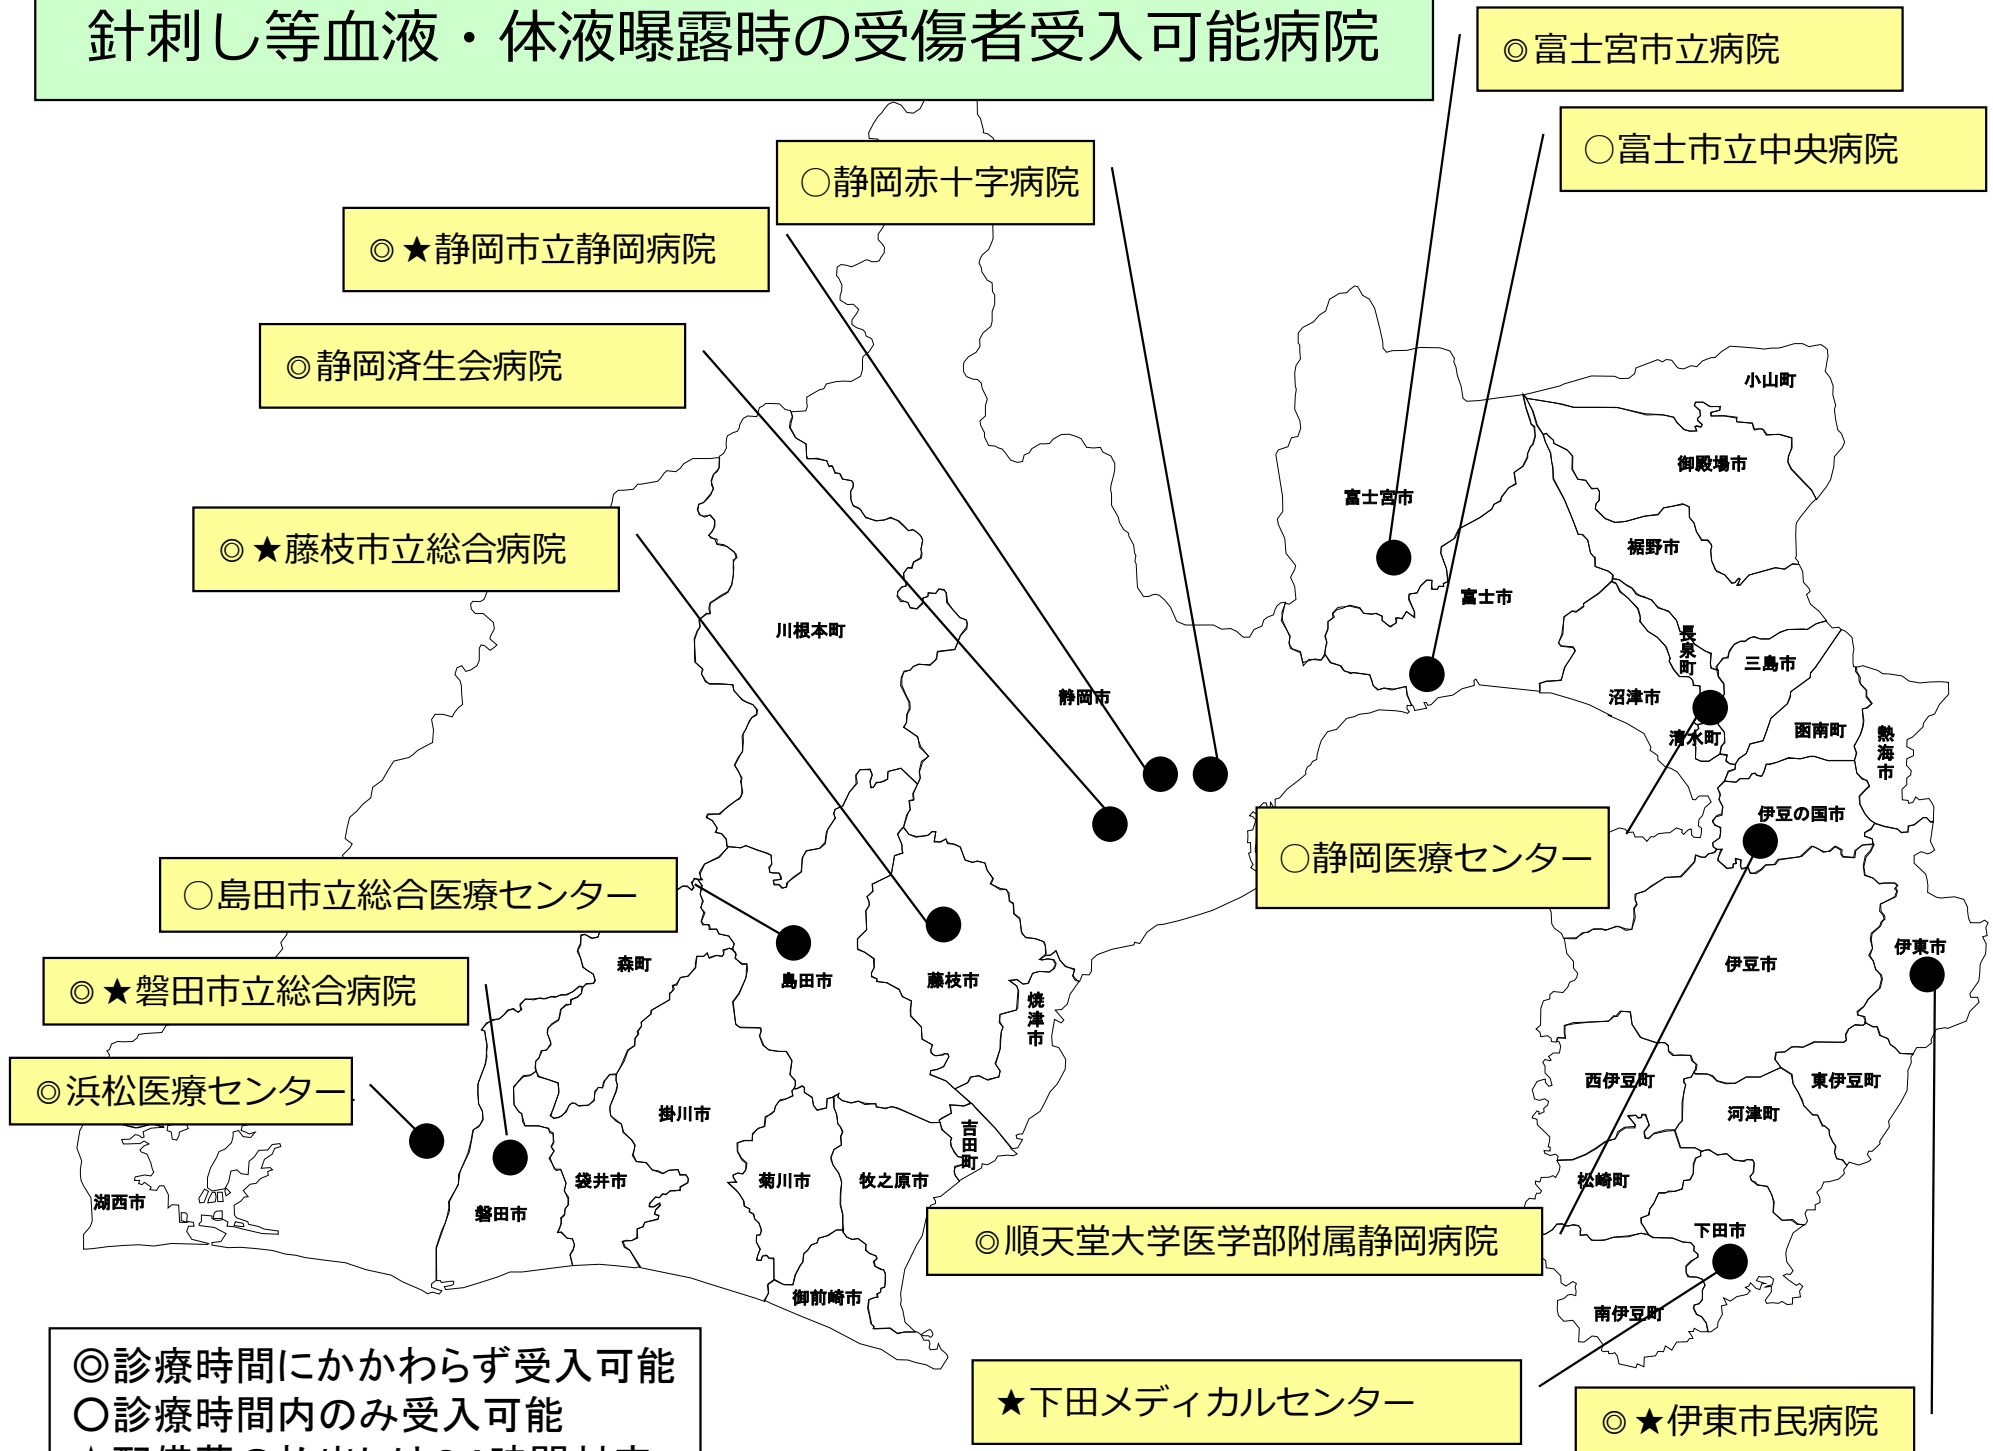 針刺し等血液・体液曝露時の受傷者受入可能病院
◎富士宮市立病院
○富士市立中央病院
○静岡赤十字病院
◎★静岡市立静岡病院
◎静岡済生会病院
◎★藤枝市立総合病院
○島田市立総合医療センター
◎★磐田市立総合病院
◎浜松医療センター
○静岡医療センター
◎順天堂大学医学部附属静岡病院
★下田メディカルセンター
◎★伊東市民病院
小山町
御殿場市
富士宮市
裾野市
富士市
川根本町
長泉町
三島市
静岡市
沼津市
清水町
函南町
熱海市
伊豆の国市
伊東市
伊豆市
森町
島田市
藤枝市
焼津市
西伊豆町
東伊豆町
河津町
掛川市
吉田町
湖西市
磐田市
袋井市
菊川市
牧之原市
松崎町
下田市
御前崎市
南伊豆町
◎診療時間にかかわらず受入可能
○診療時間内のみ受入可能